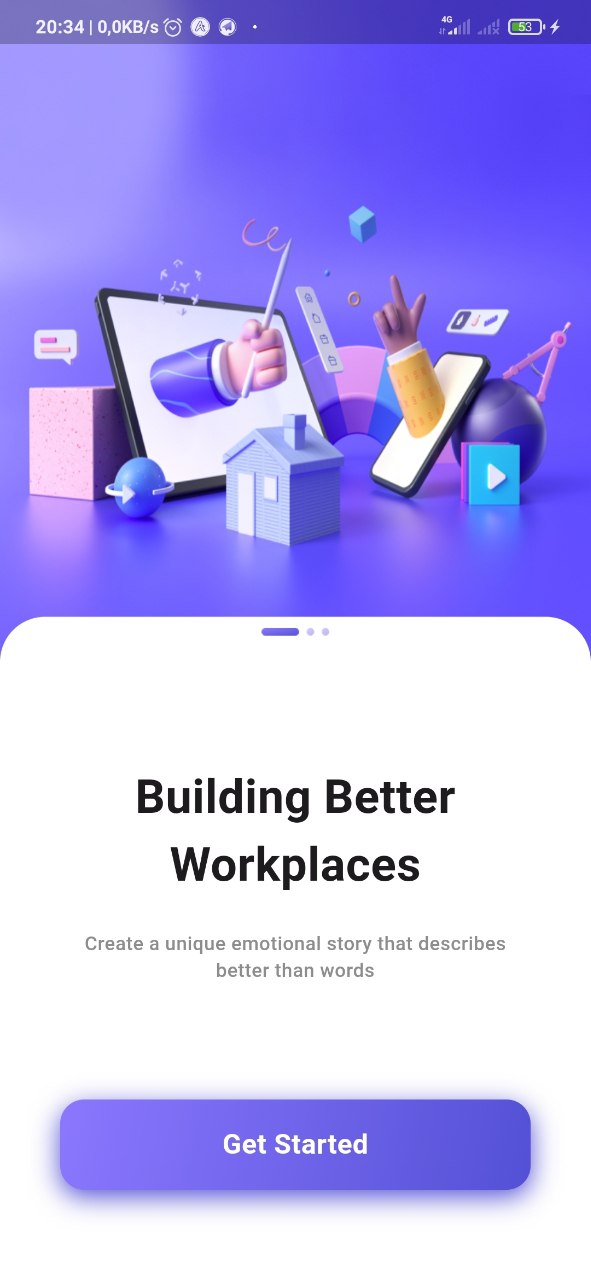 20:34 | 0,0KB/s
4G
53
Building Better
Workplaces
Create a unique emotional story that describes
better than words
Get Started